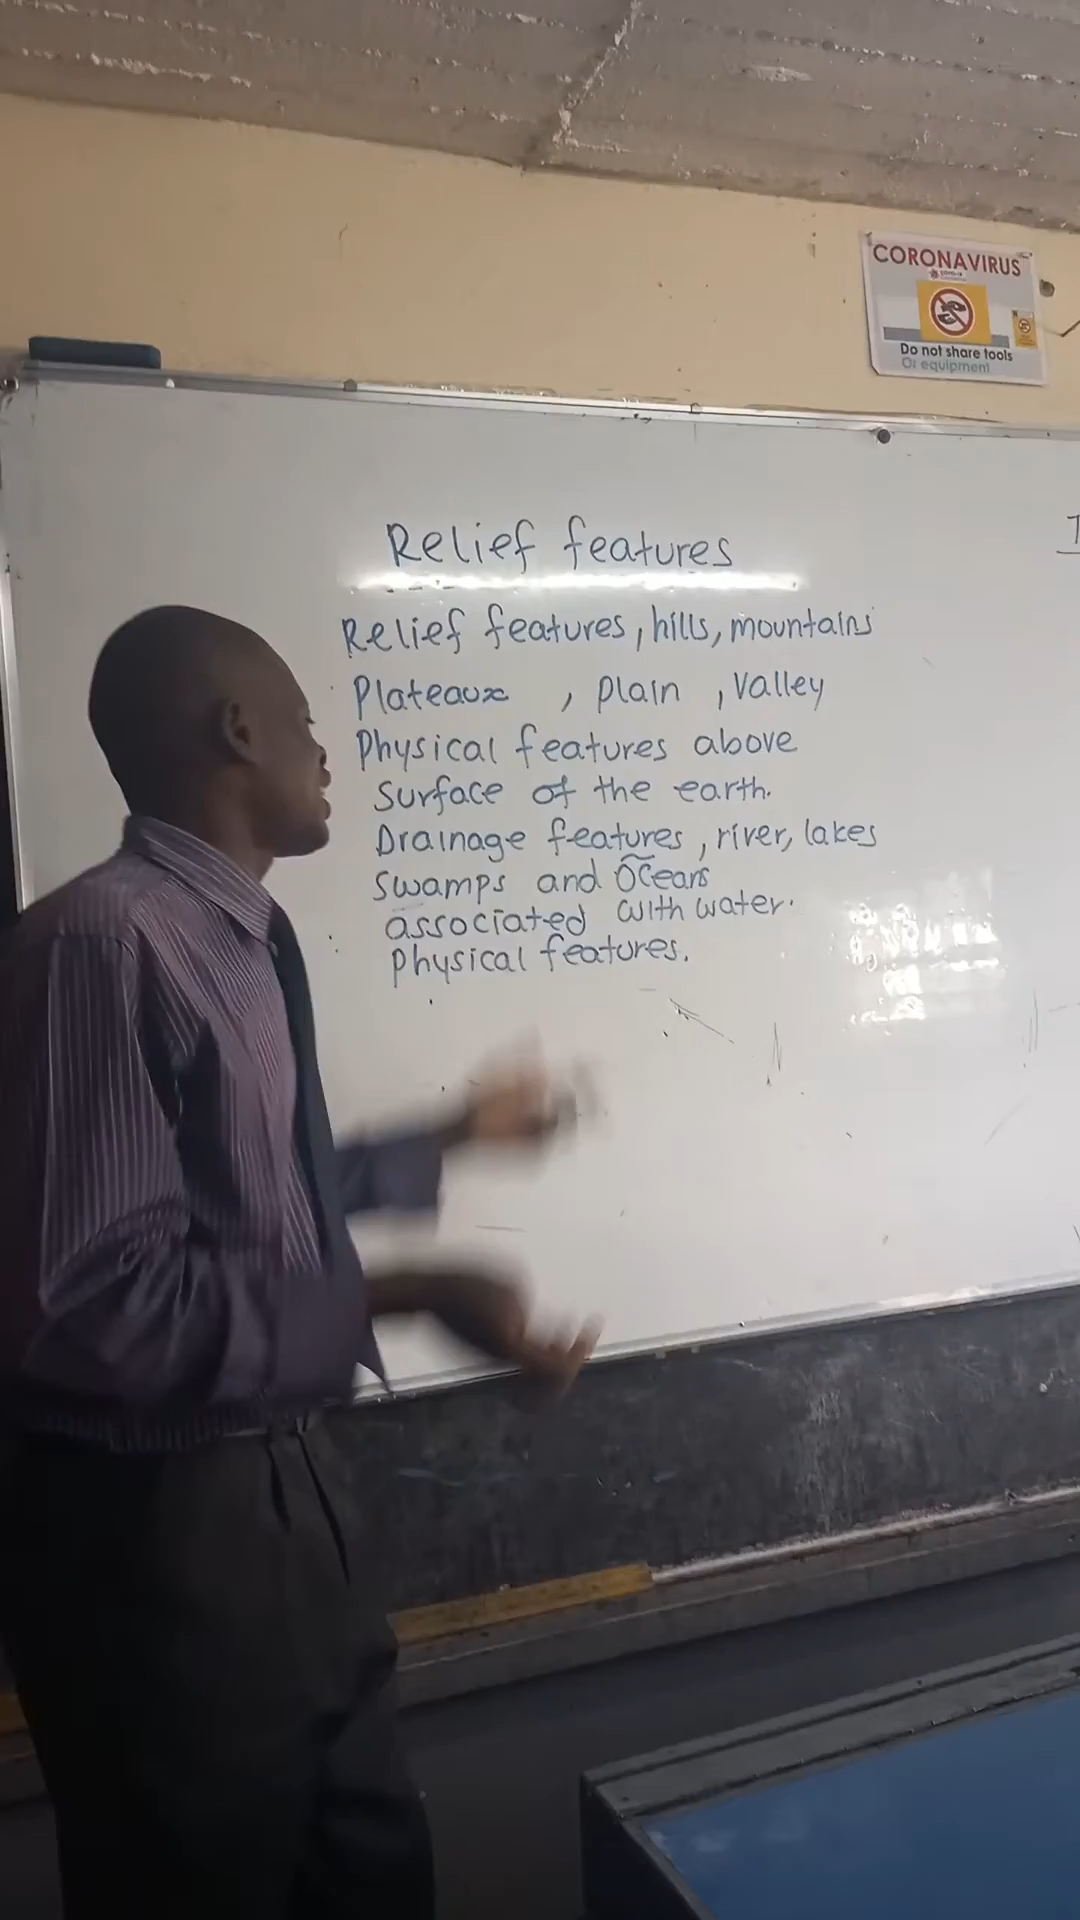 CORONAVIRUS
Do not share tools
Or equipment
Relief features
Relief features, hills, mountains
Plateaux , plain , valley
Physical features above
surface of the earth.
Drainage features, river, lakes
swamps and Oceans
associated with water.
Physical features.